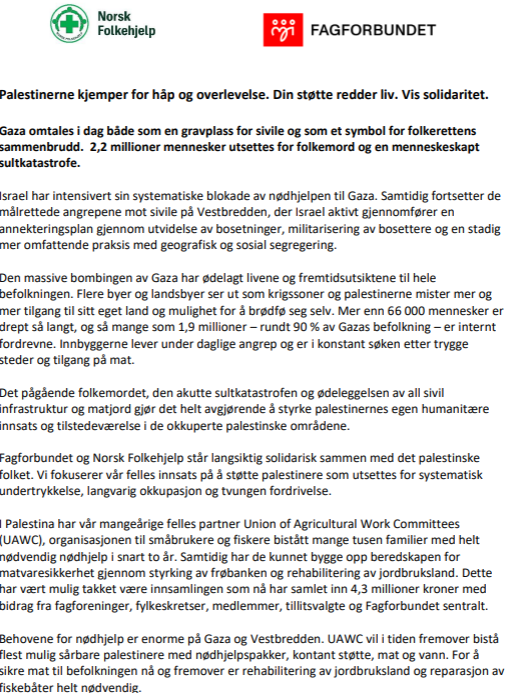 Norsk
Folkehjelp
FAGFORBUNDET
Palestinerne kjemper for håp og overlevelse. Din støtte redder liv. Vis solidaritet.
Gaza omtales i dag både som en gravplass for sivile og som et symbol for folkerettens
sammenbrudd.  2,2 millioner mennesker utsettes for folkemord og en menneskeskapt
sultkatastrofe.
Israel har intensivert sin systematiske blokade av nødhjelpen til Gaza. Samtidig fortsetter de
målrettede angrepene mot sivile på Vestbredden, der Israel aktivt gjennomfører en
annekteringsplan gjennom utvidelse av bosetninger, militarisering av bosettere og en stadig
mer omfattende praksis med geografisk og sosial segregering.
Den massive bombingen av Gaza har ødelagt livene og fremtidsutsiktene til hele
befolkningen. Flere byer og landsbyer ser ut som krigssoner og palestinerne mister mer og
mer tilgang til sitt eget land og mulighet for å brødfø seg selv. Mer enn 66 000 mennesker er
drept så langt, og så mange som 1,9 millioner – rundt 90 % av Gazas befolkning – er internt
fordrevne. Innbyggerne lever under daglige angrep og er i konstant søken etter trygge
steder og tilgang på mat.
Det pågående folkemordet, den akutte sultkatastrofen og ødeleggelsen av all sivil
infrastruktur og matjord gjør det helt avgjørende å styrke palestinernes egen humanitære
innsats og tilstedeværelse i de okkuperte palestinske områdene.
Fagforbundet og Norsk Folkehjelp står langsiktig solidarisk sammen med det palestinske
folket. Vi fokuserer vår felles innsats på å støtte palestinere som utsettes for systematisk
undertrykkelse, langvarig okkupasjon og tvungen fordrivelse.
I Palestina har vår mangeårige felles partner Union of Agricultural Work Committees
(UAWC), organisasjonen til småbrukere og fiskere bistått mange tusen familier med helt
nødvendig nødhjelp i snart to år. Samtidig har de kunnet bygge opp beredskapen for
matvaresikkerhet gjennom styrking av frøbanken og rehabilitering av jordbruksland. Dette
har vært mulig takket være innsamlingen som nå har samlet inn 4,3 millioner kroner med
bidrag fra fagforeninger, fylkeskretser, medlemmer, tillitsvalgte og Fagforbundet sentralt.
Behovene for nødhjelp er enorme på Gaza og Vestbredden. UAWC vil i tiden fremover bistå
flest mulig sårbare palestinere med nødhjelpspakker, kontant støtte, mat og vann. For å
sikre mat til befolkningen nå og fremover er rehabilitering av jordbruksland og reparasjon av
fiskebåter helt nødvendig.